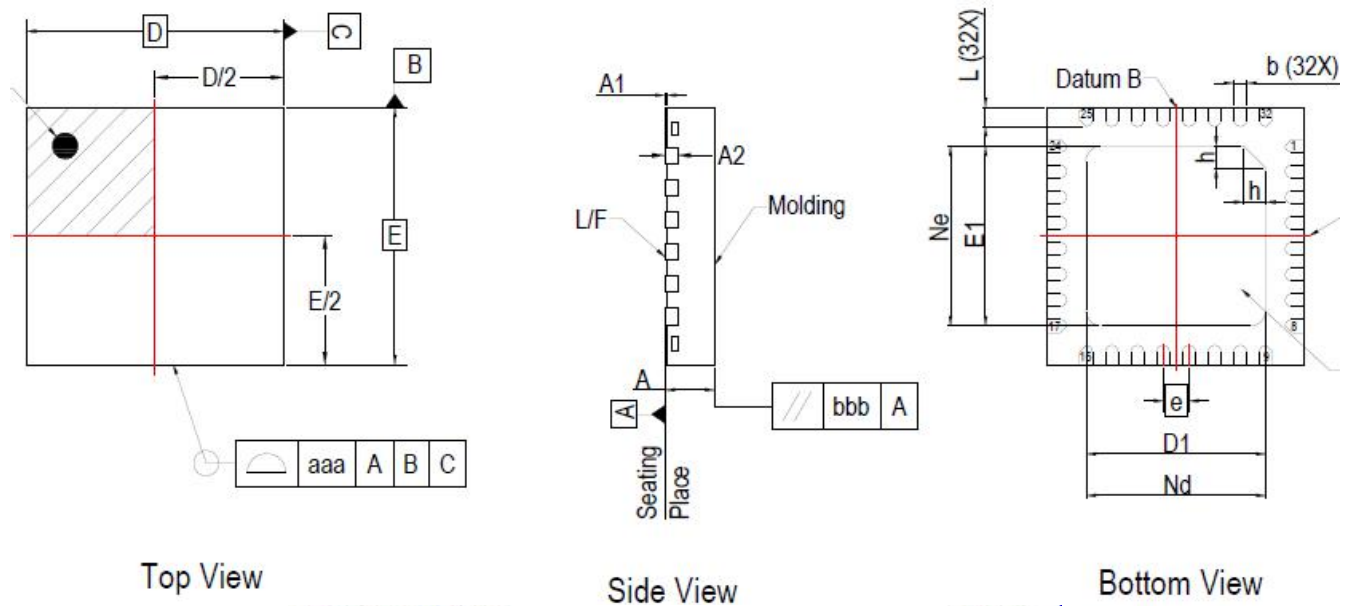 D
C
D/2
B
E
E/2
aaa A B C
Top View
A1
A2
L/F
Molding
A
A
bbb A
Seating
Place
Side View
L (32X)
Datum B
b (32X)
25
32
24
1
h
h
Ne
E1
17
8
16
9
e
D1
Nd
Bottom View